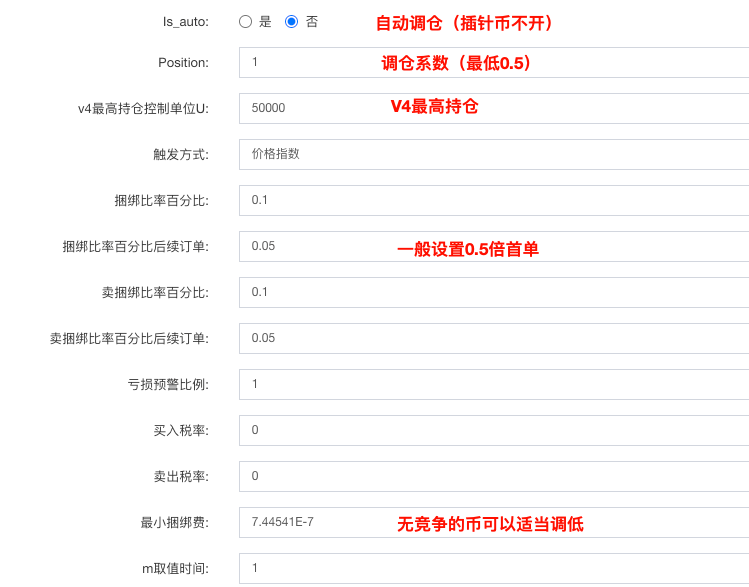 Is_auto: 是 否 自动调仓（插针币不开）
Position: 1 调仓系数（最低0.5）
v4最高持仓控制单位U: 50000 V4最高持仓
触发方式: 价格指数
捆绑比率百分比: 0.1
捆绑比率百分比后续订单: 0.05 一般设置0.5倍首单
卖捆绑比率百分比: 0.1
卖捆绑比率百分比后续订单: 0.05
亏损预警比例: 1
买入税率: 0
卖出税率: 0
最小捆绑费: 7.44541E-7 无竞争的币可以适当调低
m取值时间: 1